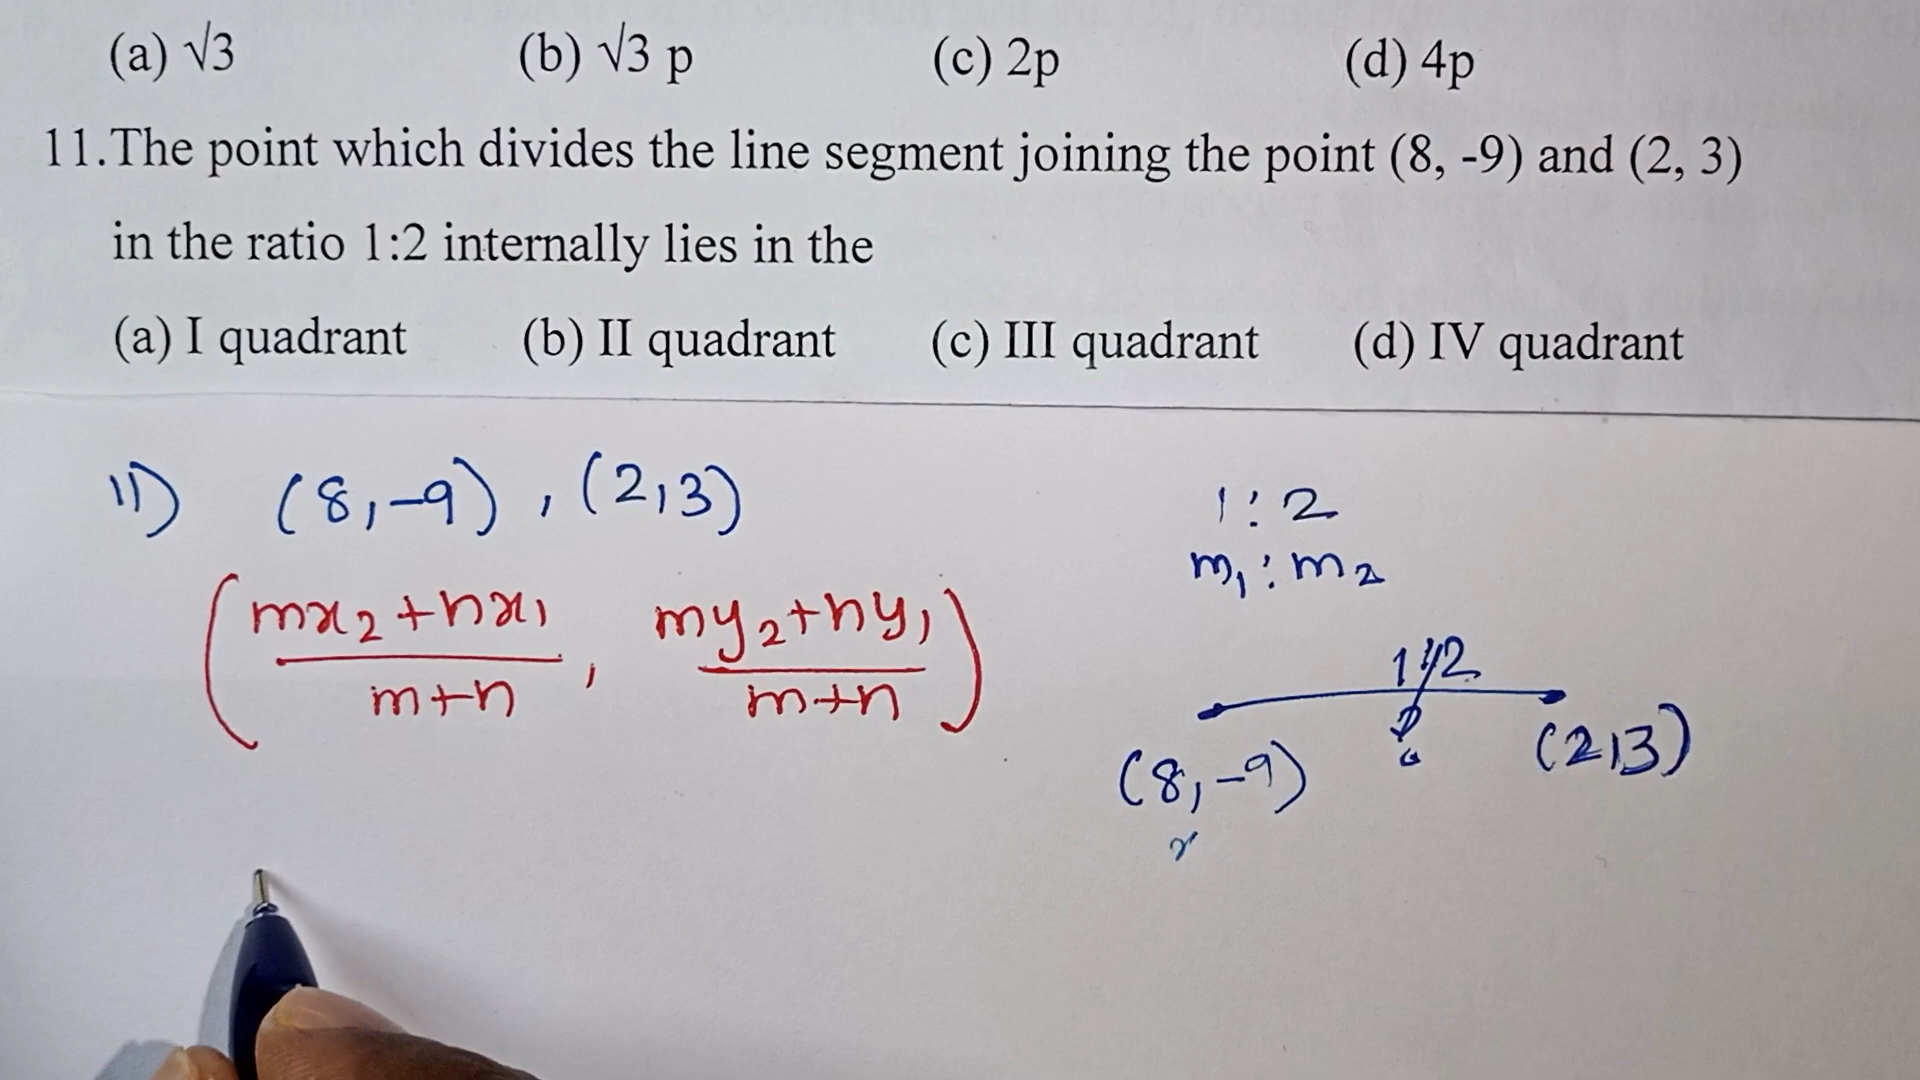 (a) √3 (b) √3 p (c) 2p (d) 4p
11.The point which divides the line segment joining the point (8, -9) and (2, 3)
in the ratio 1:2 internally lies in the
(a) I quadrant (b) II quadrant (c) III quadrant (d) IV quadrant
11) (8,-9) , (2,3)
1:2
m₁:m₂
(mx₂+nx₁ / m+n , my₂+ny₁ / m+n)
1:2
P
(8,-9) (2,3)
x